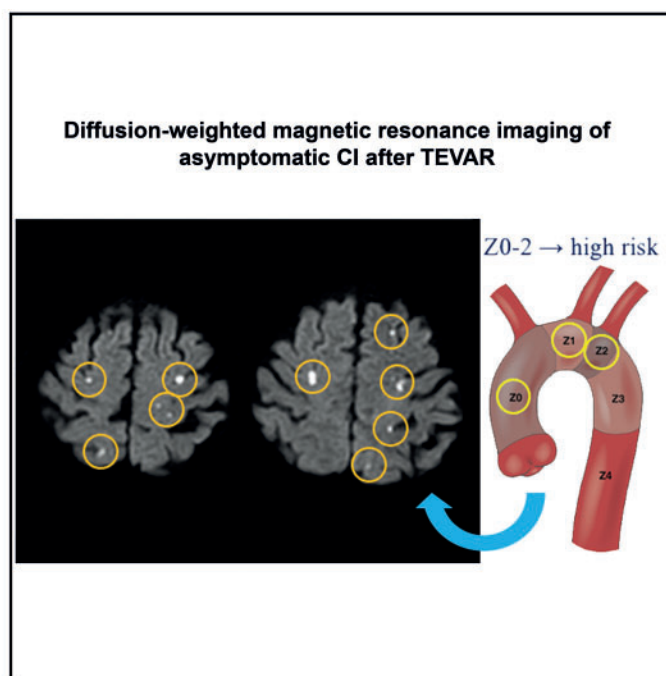 Diffusion-weighted magnetic resonance imaging of
asymptomatic CI after TEVAR
Z0-2 → high risk
Z1
Z2
Z0
Z3
Z4